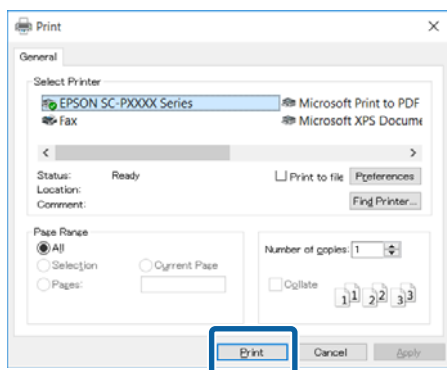 Print
General
Select Printer
EPSON SC-PXXXX Series
Microsoft Print to PDF
Fax
Microsoft XPS Docume
Status: Ready
Print to file
Preferences
Location:
Comment:
Find Printer...
Page Range
All
Selection
Current Page
Pages:
Number of copies: 1
Collate
1 1 2 2 3 3
Print
Cancel
Apply